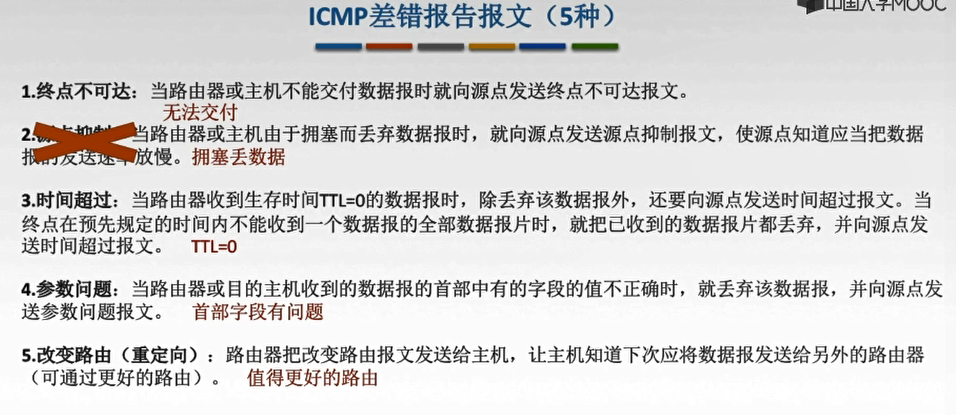 中国大学MOOC
ICMP差错报告报文（5种）
1.终点不可达：当路由器或主机不能交付数据报时就向源点发送终点不可达报文。
无法交付
2.源点抑制：当路由器或主机由于拥塞而丢弃数据报时，就向源点发送源点抑制报文，使源点知道应当把数据
报的发送速率放慢。拥塞丢数据
3.时间超过：当路由器收到生存时间TTL=0的数据报时，除丢弃该数据报外，还要向源点发送时间超过报文。当
终点在预先规定的时间内不能收到一个数据报的全部数据报片时，就把已收到的数据报片都丢弃，并向源点发
送时间超过报文。 TTL=0
4.参数问题：当路由器或目的主机收到的数据报的首部中有的字段的值不正确时，就丢弃该数据报，并向源点发
送参数问题报文。 首部字段有问题
5.改变路由（重定向）：路由器把改变路由报文发送给主机，让主机知道下次应将数据报发送给另外的路由器
（可通过更好的路由）。 值得更好的路由